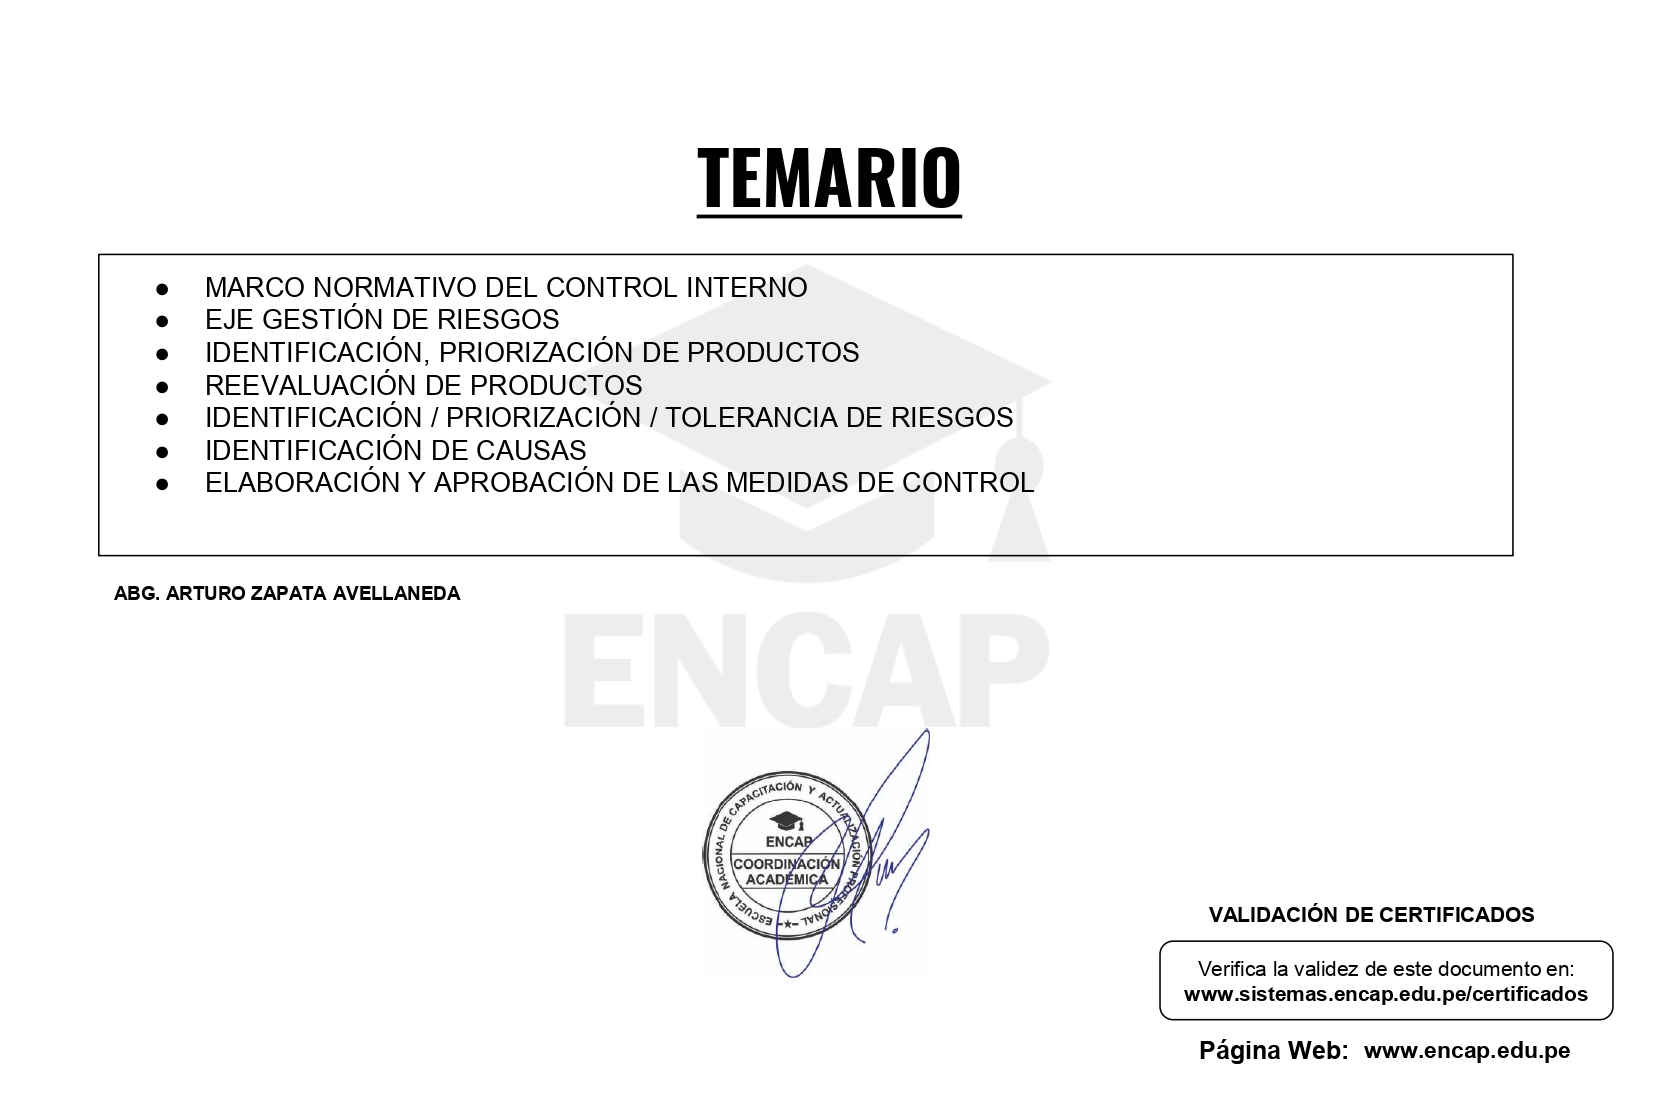 TEMARIO
● MARCO NORMATIVO DEL CONTROL INTERNO
● EJE GESTIÓN DE RIESGOS
● IDENTIFICACIÓN, PRIORIZACIÓN DE PRODUCTOS
● REEVALUACIÓN DE PRODUCTOS
● IDENTIFICACIÓN / PRIORIZACIÓN / TOLERANCIA DE RIESGOS
● IDENTIFICACIÓN DE CAUSAS
● ELABORACIÓN Y APROBACIÓN DE LAS MEDIDAS DE CONTROL
ABG. ARTURO ZAPATA AVELLANEDA
ENCAP
ESCUELA NACIONAL DE CAPACITACIÓN Y ACTUALIZACIÓN PROFESIONAL
ENCAP
COORDINACIÓN
ACADÉMICA
VALIDACIÓN DE CERTIFICADOS
Verifica la validez de este documento en:
www.sistemas.encap.edu.pe/certificados
Página Web: www.encap.edu.pe